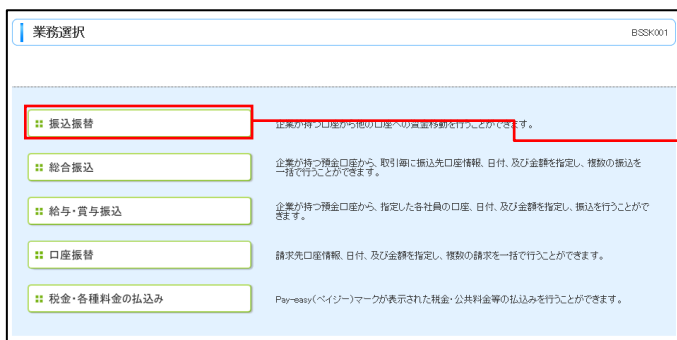 業務選択
BSSK001
振込振替
企業が持つ口座から他の口座への資金移動を行うことができます。
総合振込
企業が持つ預金口座から、取引毎に振込先口座情報、日付、及び金額を指定し、複数の振込を
一括で行うことができます。
給与・賞与振込
企業が持つ預金口座から、指定した各社員の口座、日付、及び金額を指定し、振込を行うことがで
きます。
口座振替
請求先口座情報、日付、及び金額を指定し、複数の請求を一括で行うことができます。
税金・各種料金の払込み
Pay-easy(ペイジー)マークが表示された税金・公共料金等の払込みを行うことができます。